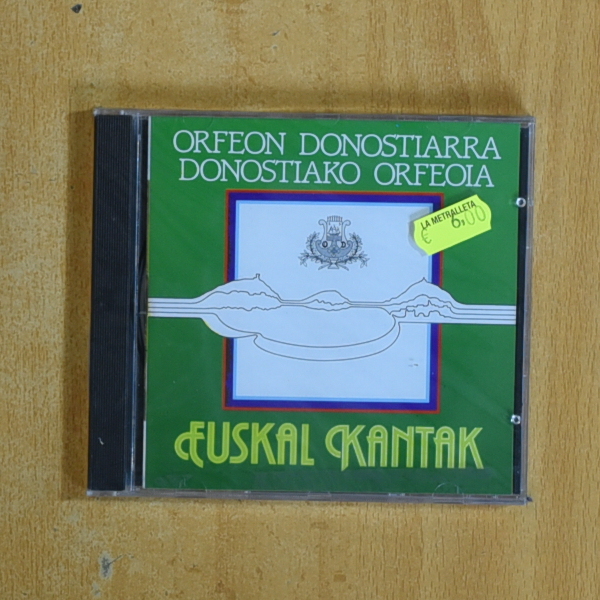 ORFEON DONOSTIARRA
DONOSTIAKO ORFEOIA
LA METRALLETA
€ 6,00
EUSKAL KANTAK